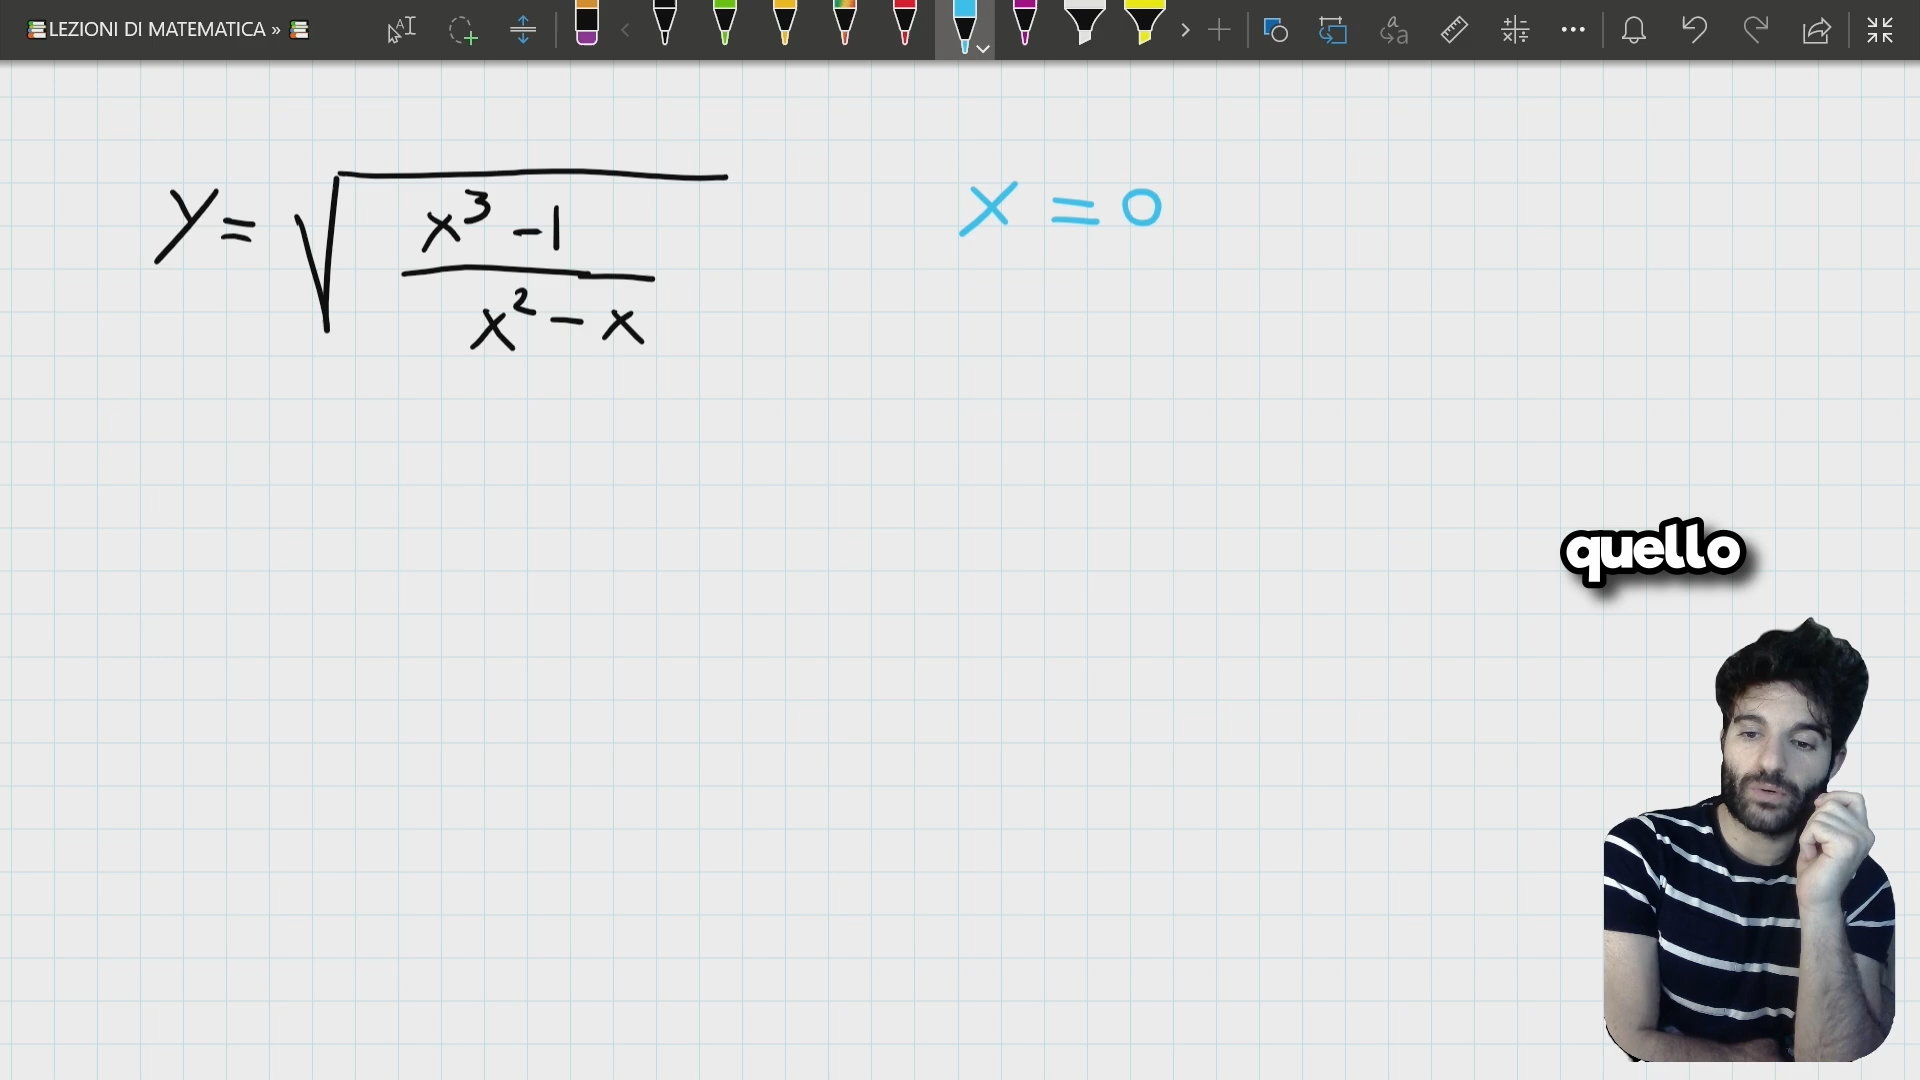 LEZIONI DI MATEMATICA »
y = √((x³ - 1)/(x² - x))
x = 0
quello